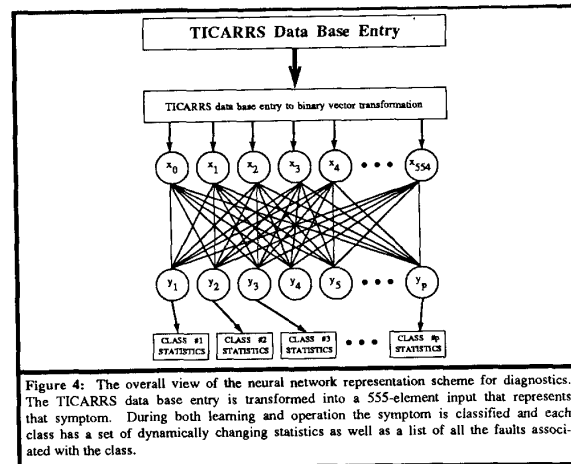 TICARRS Data Base Entry
TICARRS data base entry to binary vector transformation
x0 x1 x2 x3 x4 • • • x554
y1 y2 y3 y4 y5 • • • yp
CLASS #1 CLASS #2 CLASS #3 • • • CLASS #p
STATISTICS STATISTICS STATISTICS STATISTICS
Figure 4: The overall view of the neural network representation scheme for diagnostics.
The TICARRS data base entry is transformed into a 555-element input that represents
that symptom. During both learning and operation the symptom is classified and each
class has a set of dynamically changing statistics as well as a list of all the faults associ-
ated with the class.